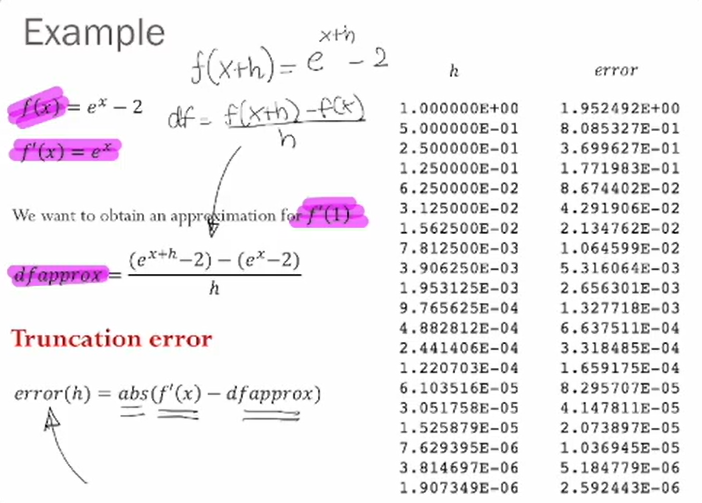 Example
f(x+h) = e^{x+h} - 2
f(x) = e^x − 2
df = \frac{f(x+h) - f(x)}{h}
f'(x) = e^x
We want to obtain an approximation for f'(1)
dfapprox = \frac{(e^{x+h}−2) − (e^x−2)}{h}
Truncation error
error(h) = abs(f'(x) − dfapprox)
h error
1.000000E+00 1.952492E+00
5.000000E-01 8.085327E-01
2.500000E-01 3.699627E-01
1.250000E-01 1.771983E-01
6.250000E-02 8.674402E-02
3.125000E-02 4.291906E-02
1.562500E-02 2.134762E-02
7.812500E-03 1.064599E-02
3.906250E-03 5.316064E-03
1.953125E-03 2.656301E-03
9.765625E-04 1.327718E-03
4.882812E-04 6.637511E-04
2.441406E-04 3.318485E-04
1.220703E-04 1.659175E-04
6.103516E-05 8.295707E-05
3.051758E-05 4.147811E-05
1.525879E-05 2.073897E-05
7.629395E-06 1.036945E-05
3.814697E-06 5.184779E-06
1.907349E-06 2.592443E-06